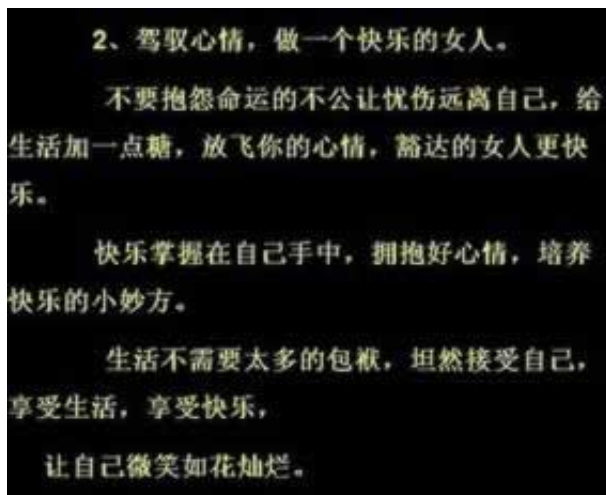 2、驾驭心情，做一个快乐的女人。
不要抱怨命运的不公让忧伤远离自己，给
生活加一点糖，放飞你的心情，豁达的女人更快
乐。
快乐掌握在自己手中，拥抱好心情，培养
快乐的小妙方。
生活不需要太多的包袱，坦然接受自己，
享受生活，享受快乐，
让自己微笑如花灿烂。